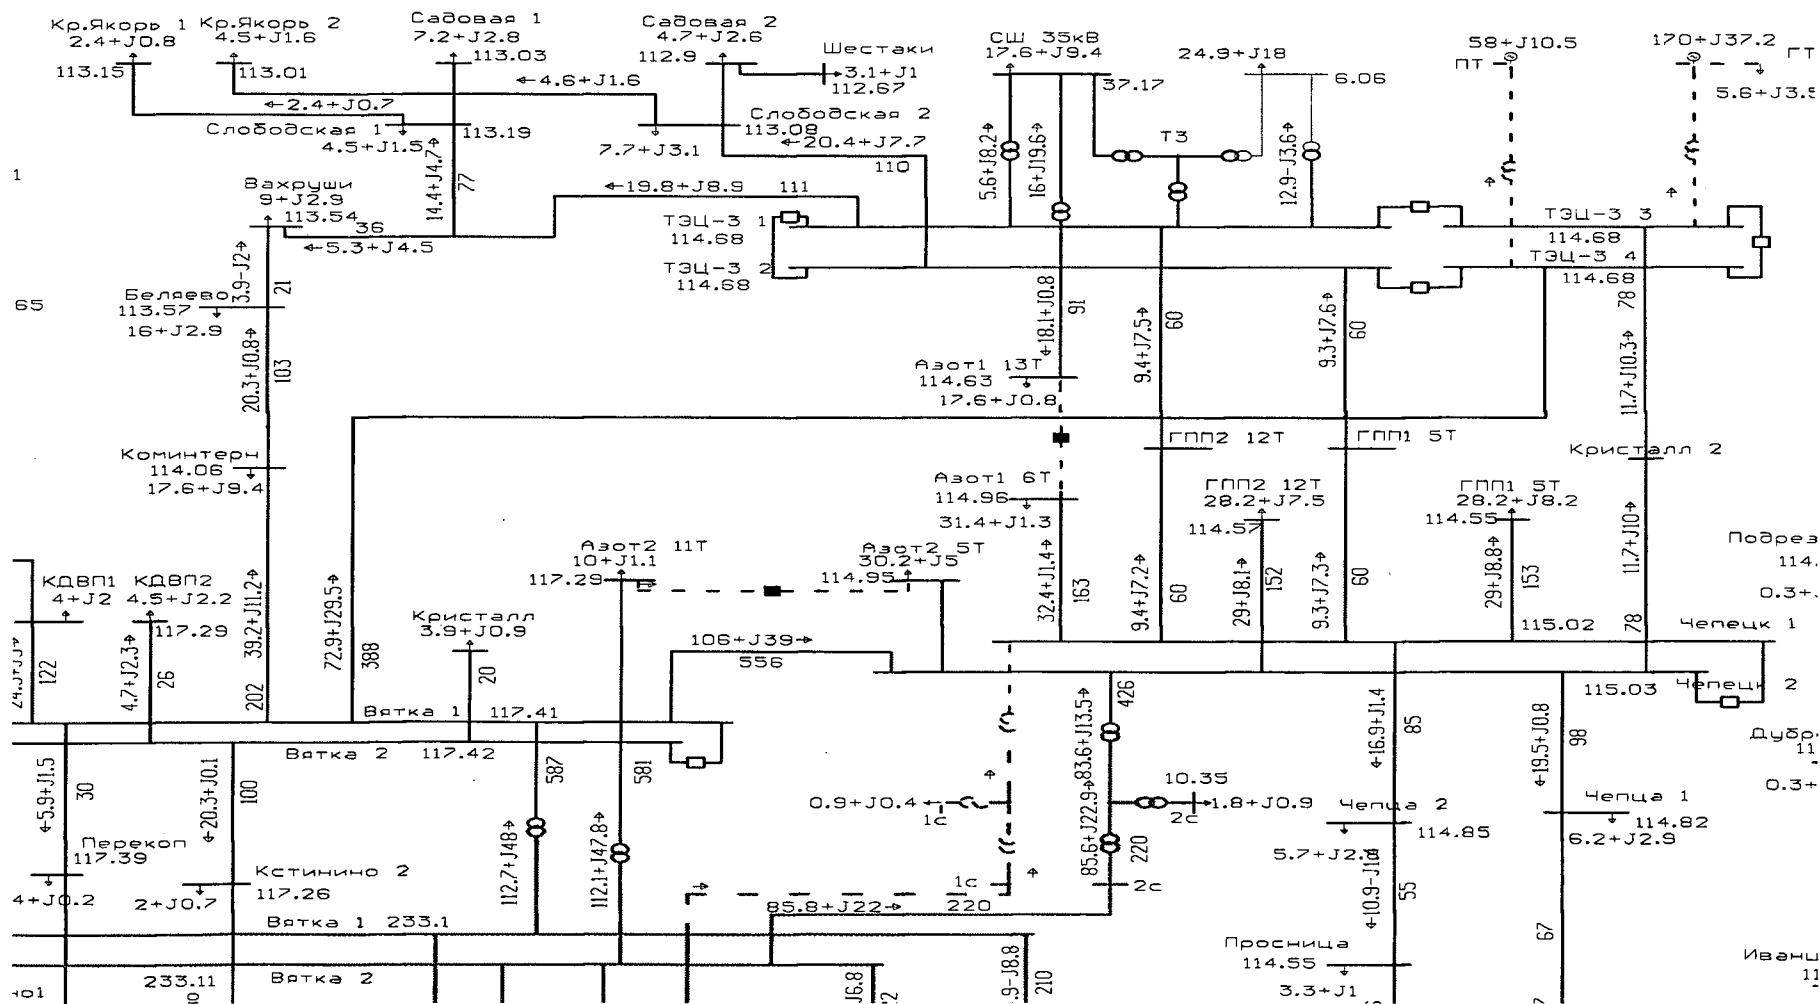 Кр.Якорь 1
2.4+J0.8
113.15
Кр.Якорь 2
4.5+J1.6
113.01
Садовая 1
7.2+J2.8
113.03
Садовая 2
4.7+J2.6
112.9
Шестаки
3.1+J1
112.67
←4.6+J1.6
←2.4+J0.7
Слободская 1
4.5+J1.5
113.19
Слободская 2
113.08
7.7+J3.1
←20.4+J7.7
110
14.4+J4.7→
77
СШ 35кВ
17.6+J9.4
37.17
24.9+J18
6.06
Т3
5.6+J8.2→
16+J19.6→
12.9-J3.6→
58+J10.5
ПТ
170+J37.2
ГТ
5.6+J3.5
1
Вахруши
9+J2.9
113.54
36
←5.3+J4.5
←19.8+J8.9
111
ТЭЦ-3 1
114.68
ТЭЦ-3 2
114.68
ТЭЦ-3 3
114.68
ТЭЦ-3 4
114.68
65
3.9-J2→
21
Беляево
113.57
16+J2.9
20.3+J0.8→
103
←18.1+J0.8
91
9.4+J7.5→
60
9.3+J7.6→
60
78
11.7+J10.3→
Азот1 13Т
114.63
17.6+J0.8
Коминтерн
114.06
17.6+J9.4
ГПП2 12Т
ГПП1 5Т
Кристалл 2
Азот1 6Т
114.96
31.4+J1.3
ГПП2 12Т
28.2+J7.5
114.57
ГПП1 5Т
28.2+J8.2
114.55
Подрез
114.
0.3+
Азот2 11Т
10+J1.1
117.29
Азот2 5Т
30.2+J5
114.95
КДВП1
4+J2
КДВП2
4.5+J2.2
117.29
39.2+J11.2→
202
72.9+J29.5→
388
Кристалл
3.9+J0.9
20
106+J39→
556
32.4+J1.4→
163
9.4+J7.2→
60
29+J8.1→
152
9.3+J7.3→
60
29+J8.8→
153
11.7+J10→
78
115.02
Чепецк 1
122
4.7+J2.3→
26
Вятка 1 117.41
Вятка 2 117.42
115.03
Чепецк 2
←5.9+J1.5
30
←20.3+J0.1
100
587
581
112.7+J48→
112.1+J47.8→
426
83.6+J13.5→
85.6+J22.9→
220
←16.9+J1.4
85
←19.5+J0.8
98
Дубр
11
0.3+
0.9+J0.4
1с
10.35
1.8+J0.9
2с
Чепца 2
114.85
Чепца 1
114.82
6.2+J2.9
Перекоп
117.39
4+J0.2
Кстинино 2
117.26
2+J0.7
1с
2с
85.8+J22→
220
55
67
Вятка 1 233.1
233.11
Вятка 2
.9-J8.8
210
J6.8
Просница
114.55
3.3+J1
Иванц